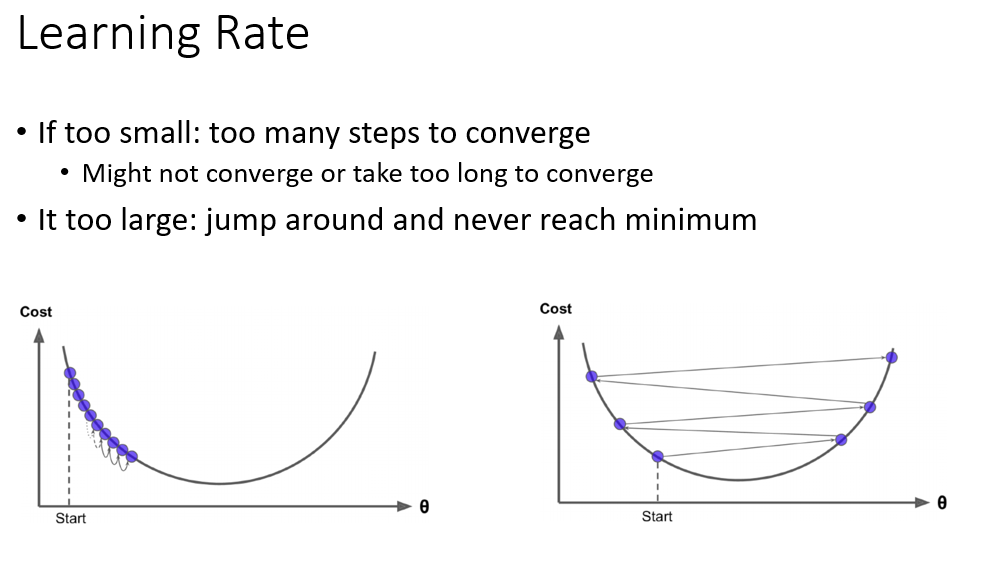 Learning Rate
• If too small: too many steps to converge
• Might not converge or take too long to converge
• It too large: jump around and never reach minimum
Cost
θ
Start
Cost
θ
Start